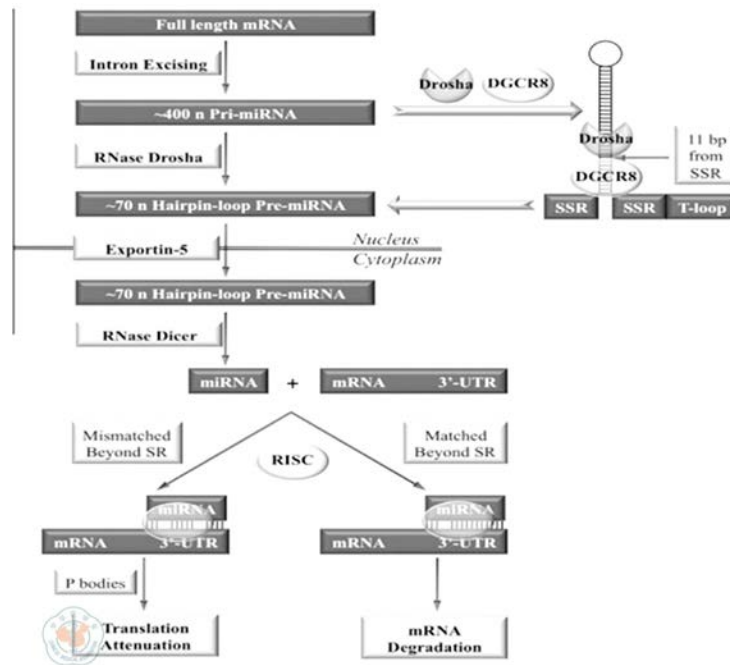 Full length mRNA
Intron Excising
~400 n Pri-miRNA
Drosha DGCR8
RNase Drosha
Drosha
11 bp
from
SSR
DGCR8
~70 n Hairpin-loop Pre-miRNA
SSR SSR T-loop
Exportin-5
Nucleus
Cytoplasm
~70 n Hairpin-loop Pre-miRNA
RNase Dicer
miRNA + mRNA 3'-UTR
Mismatched
Beyond SR
RISC
Matched
Beyond SR
miRNA
mRNA 3'-UTR
miRNA
mRNA 3'-UTR
P bodies
Translation
Attenuation
mRNA
Degradation